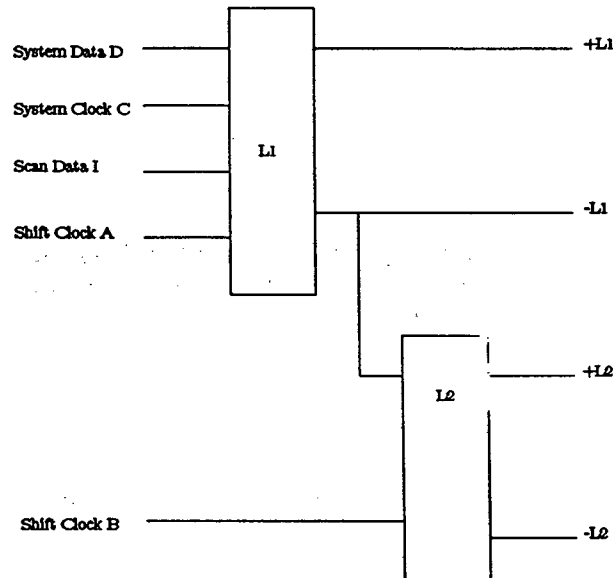 System Data D
+L1
System Clock C
L1
Scan Data I
-L1
Shift Clock A
+L2
L2
Shift Clock B
-L2